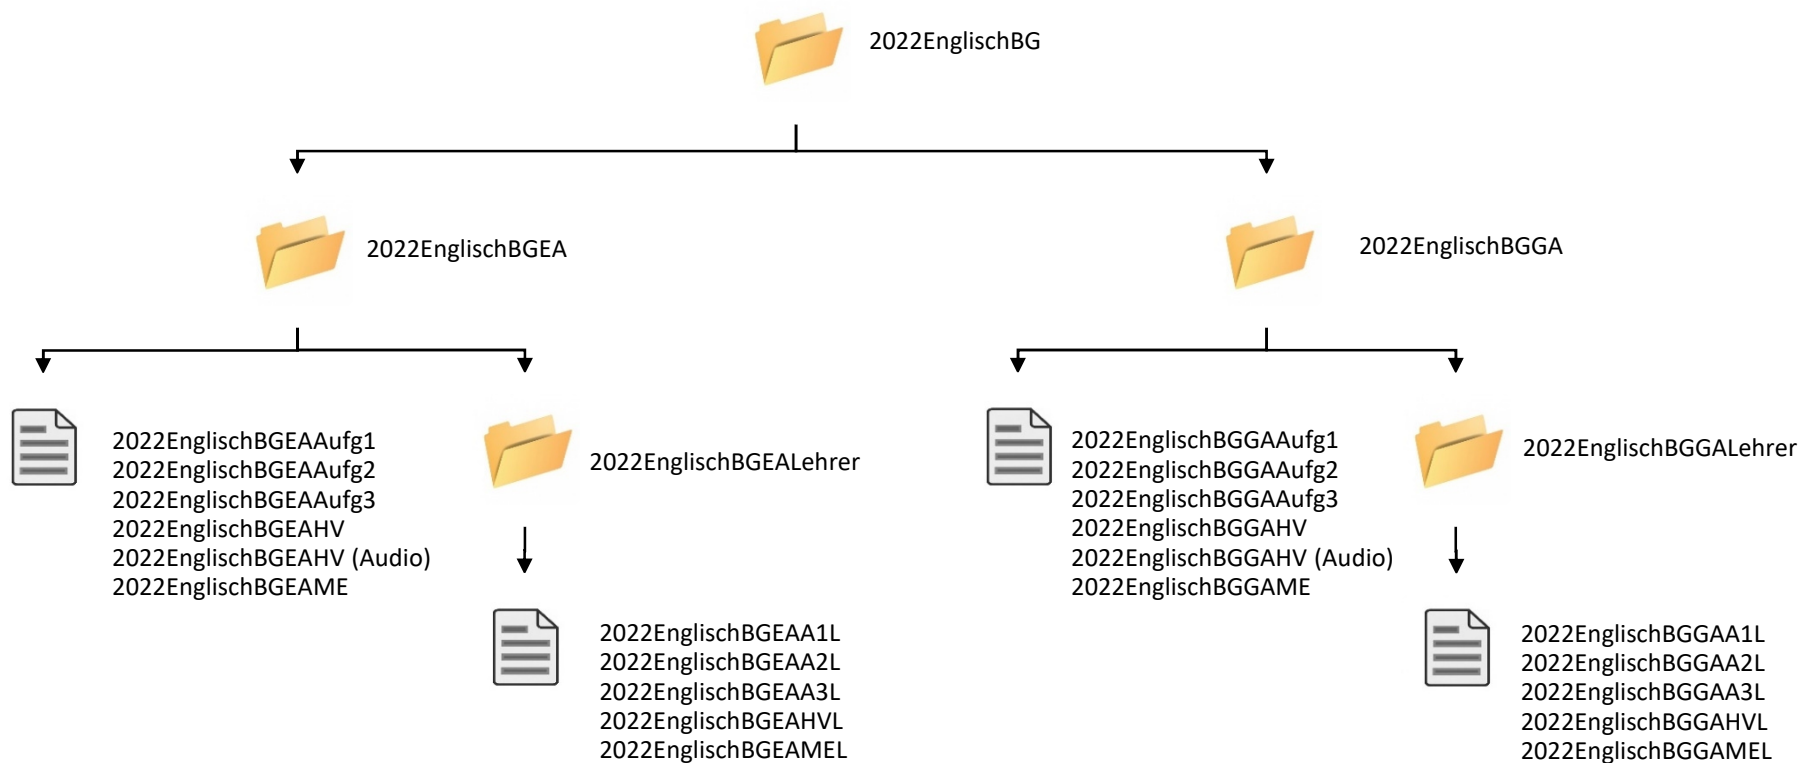 2022EnglischBG
2022EnglischBGEA
2022EnglischBGGA
2022EnglischBGEAAufg1
2022EnglischBGEAAufg2
2022EnglischBGEAAufg3
2022EnglischBGEAHV
2022EnglischBGEAHV (Audio)
2022EnglischBGEAME
2022EnglischBGEALehrer
2022EnglischBGEAA1L
2022EnglischBGEAA2L
2022EnglischBGEAA3L
2022EnglischBGEAHVL
2022EnglischBGEAMEL
2022EnglischBGGAAufg1
2022EnglischBGGAAufg2
2022EnglischBGGAAufg3
2022EnglischBGGAHV
2022EnglischBGGAHV (Audio)
2022EnglischBGGAME
2022EnglischBGGALehrer
2022EnglischBGGAA1L
2022EnglischBGGAA2L
2022EnglischBGGAA3L
2022EnglischBGGAHVL
2022EnglischBGGAMEL